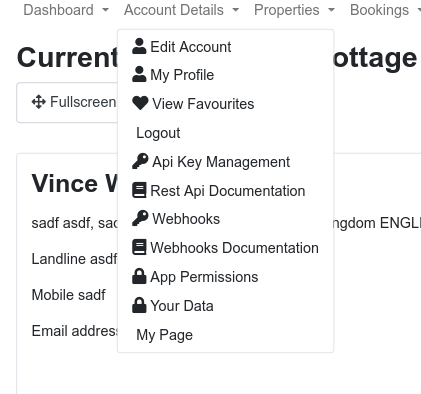 Dashboard Account Details Properties Bookings
Current ottage
Edit Account
My Profile
Fullscreen
View Favourites
Logout
Api Key Management
Vince
Rest Api Documentation
sadf asdf, ngdom ENGL
Webhooks
Webhooks Documentation
Landline asdf
App Permissions
Mobile sadf
Your Data
Email address
My Page